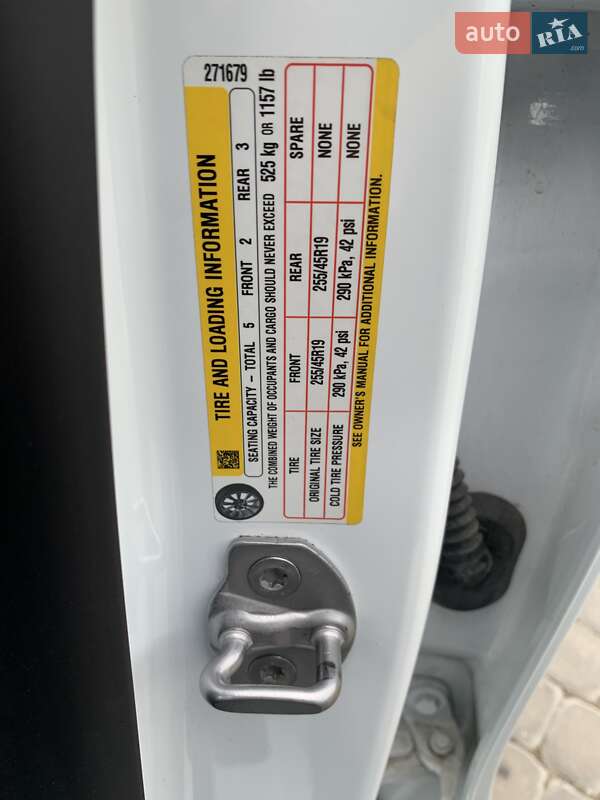 auto RIA .com
271679
TIRE AND LOADING INFORMATION
SEATING CAPACITY – TOTAL 5 FRONT 2 REAR 3
THE COMBINED WEIGHT OF OCCUPANTS AND CARGO SHOULD NEVER EXCEED 525 kg OR 1157 lb
TIRE FRONT REAR SPARE
ORIGINAL TIRE SIZE 255/45R19 255/45R19 NONE
COLD TIRE PRESSURE 290 kPa, 42 psi 290 kPa, 42 psi NONE
SEE OWNER'S MANUAL FOR ADDITIONAL INFORMATION.